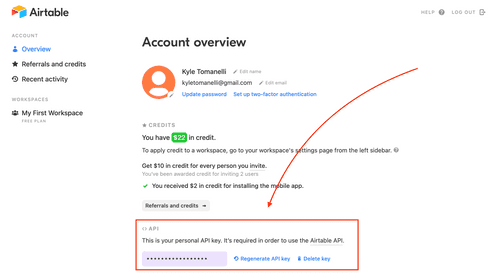 Airtable
HELP
LOG OUT
ACCOUNT
Overview
Referrals and credits
Recent activity
WORKSPACES
My First Workspace
FREE PLAN
Account overview
Kyle Tomanelli Edit name
kyletomanelli@gmail.com Edit email
Update password Set up two-factor authentication
CREDITS
You have $22 in credit.
To apply credit to a workspace, go to your workspace's settings page from the left sidebar.
Get $10 in credit for every person you invite.
You've been awarded credit for inviting 2 users
You received $2 in credit for installing the mobile app.
Referrals and credits →
<> API
This is your personal API key. It's required in order to use the Airtable API.
•••••••••••••••• Regenerate API key Delete key